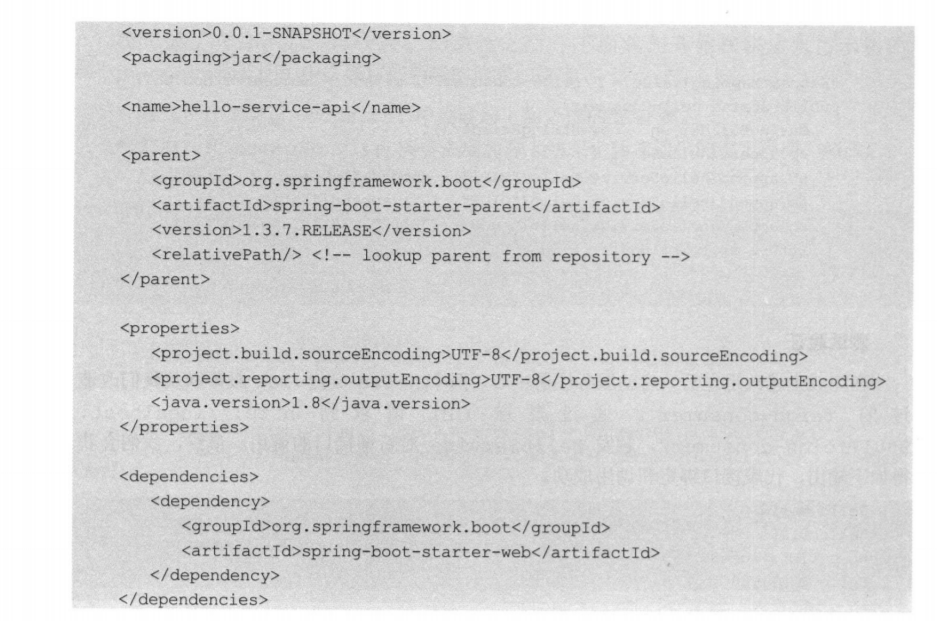 <version>0.0.1-SNAPSHOT</version>
<packaging>jar</packaging>
<name>hello-service-api</name>
<parent>
<groupId>org.springframework.boot</groupId>
<artifactId>spring-boot-starter-parent</artifactId>
<version>1.3.7.RELEASE</version>
<relativePath/> <!-- lookup parent from repository -->
</parent>
<properties>
<project.build.sourceEncoding>UTF-8</project.build.sourceEncoding>
<project.reporting.outputEncoding>UTF-8</project.reporting.outputEncoding>
<java.version>1.8</java.version>
</properties>
<dependencies>
<dependency>
<groupId>org.springframework.boot</groupId>
<artifactId>spring-boot-starter-web</artifactId>
</dependency>
</dependencies>